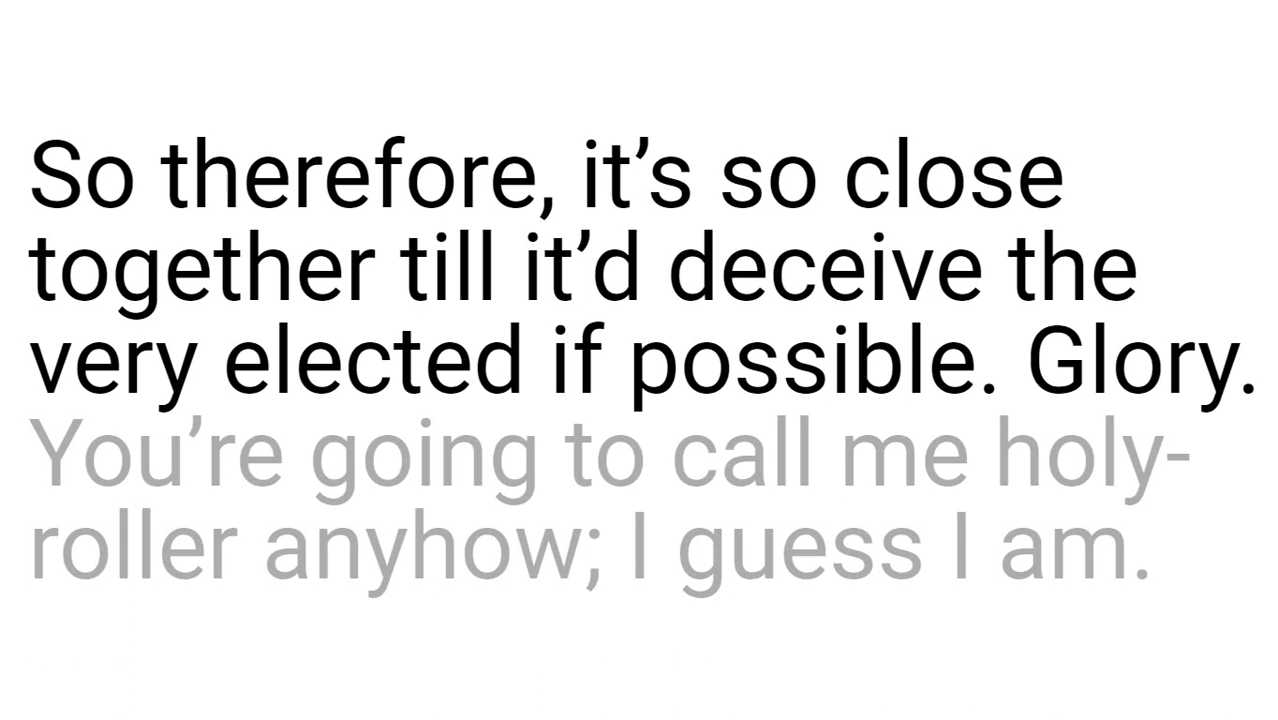 So therefore, it’s so close
together till it’d deceive the
very elected if possible. Glory.
You’re going to call me holy-
roller anyhow; I guess I am.